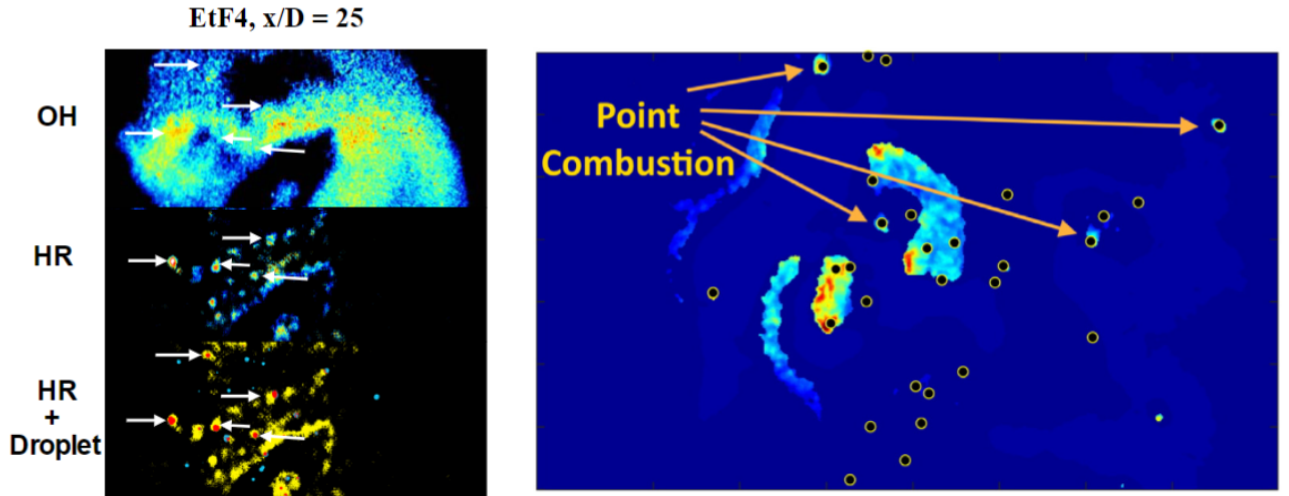 EtF4, x/D = 25
OH
HR
HR
+
Droplet
Point
Combustion